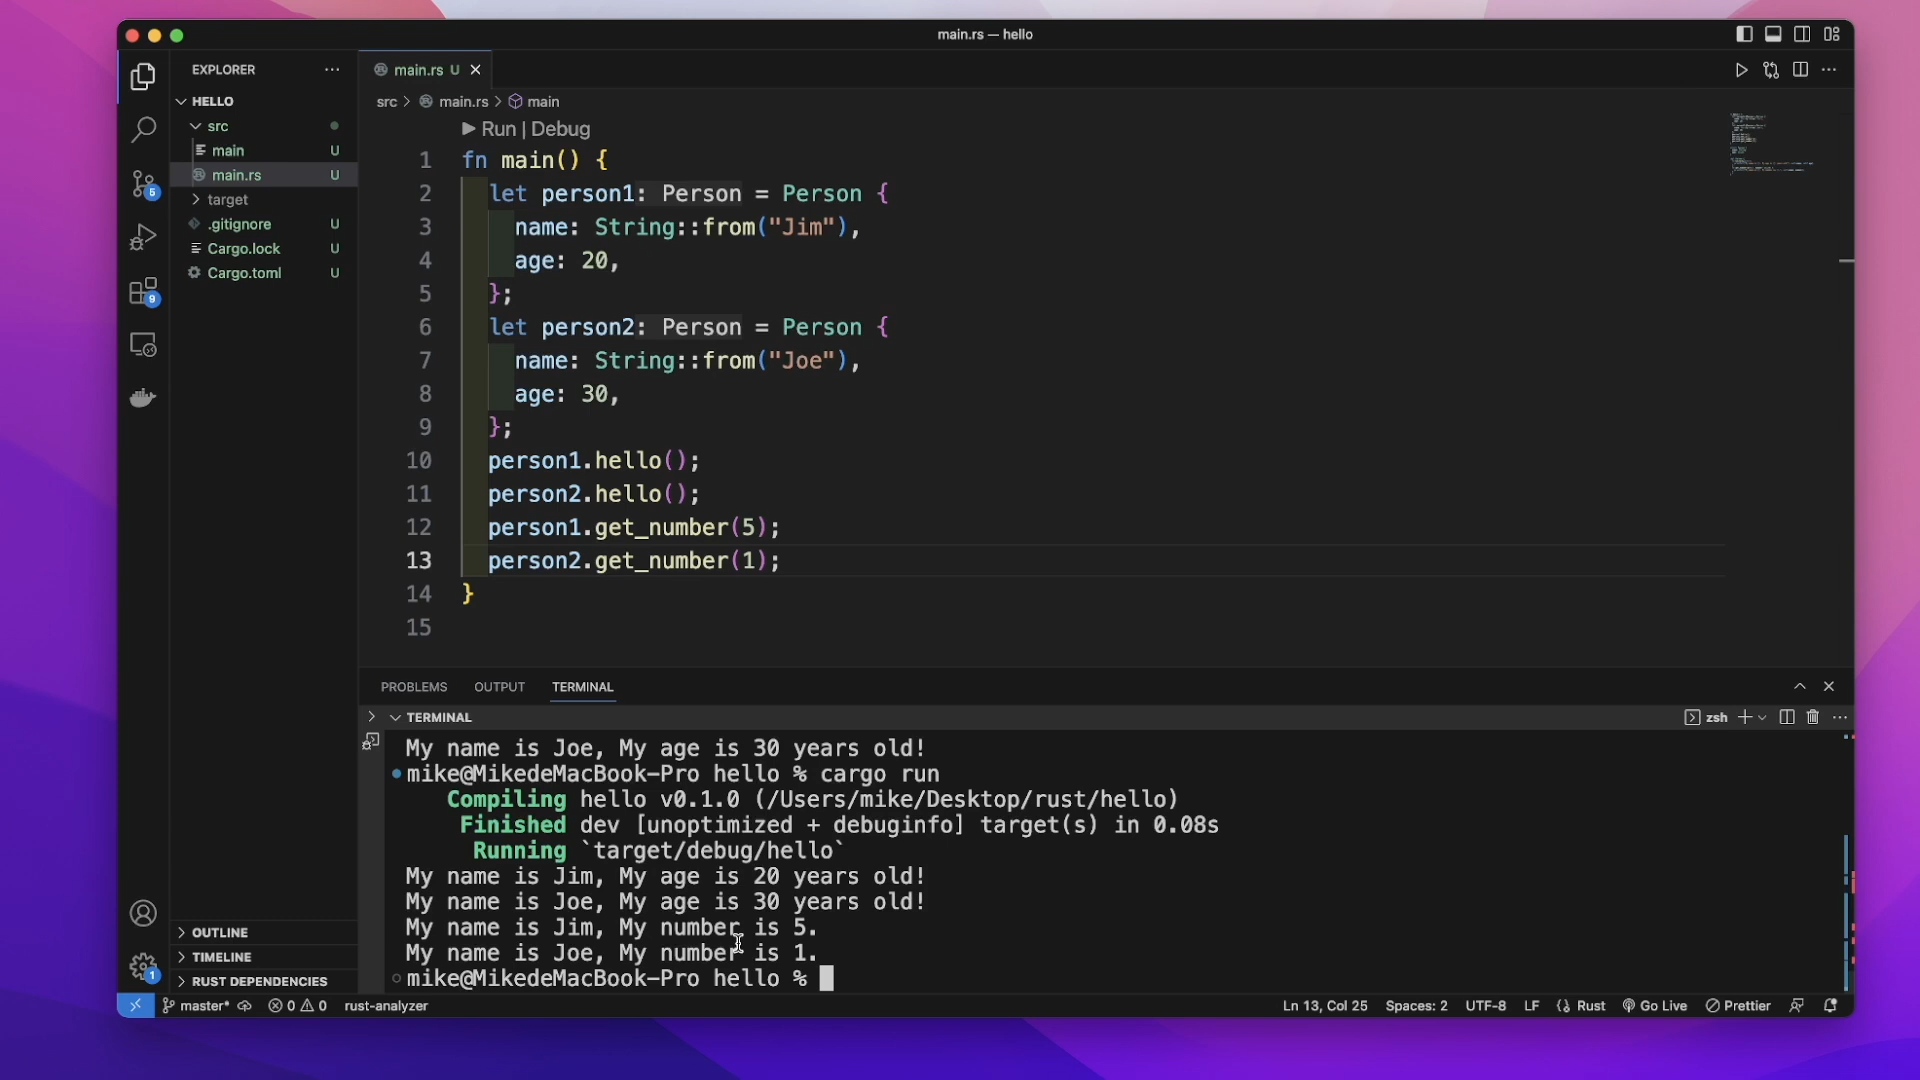 main.rs — hello
EXPLORER
HELLO
src
main U
main.rs U
target
.gitignore U
Cargo.lock U
Cargo.toml U
5
9
1
OUTLINE
TIMELINE
RUST DEPENDENCIES
main.rs U
src > main.rs > main
Run | Debug
1 fn main() {
2 let person1: Person = Person {
3 name: String::from("Jim"),
4 age: 20,
5 };
6 let person2: Person = Person {
7 name: String::from("Joe"),
8 age: 30,
9 };
10 person1.hello();
11 person2.hello();
12 person1.get_number(5);
13 person2.get_number(1);
14 }
15
PROBLEMS OUTPUT TERMINAL
TERMINAL zsh
My name is Joe, My age is 30 years old!
mike@MikedeMacBook-Pro hello % cargo run
Compiling hello v0.1.0 (/Users/mike/Desktop/rust/hello)
Finished dev [unoptimized + debuginfo] target(s) in 0.08s
Running `target/debug/hello`
My name is Jim, My age is 20 years old!
My name is Joe, My age is 30 years old!
My name is Jim, My number is 5.
My name is Joe, My number is 1.
mike@MikedeMacBook-Pro hello %
master* 0 0 rust-analyzer Ln 13, Col 25 Spaces: 2 UTF-8 LF {} Rust Go Live Prettier